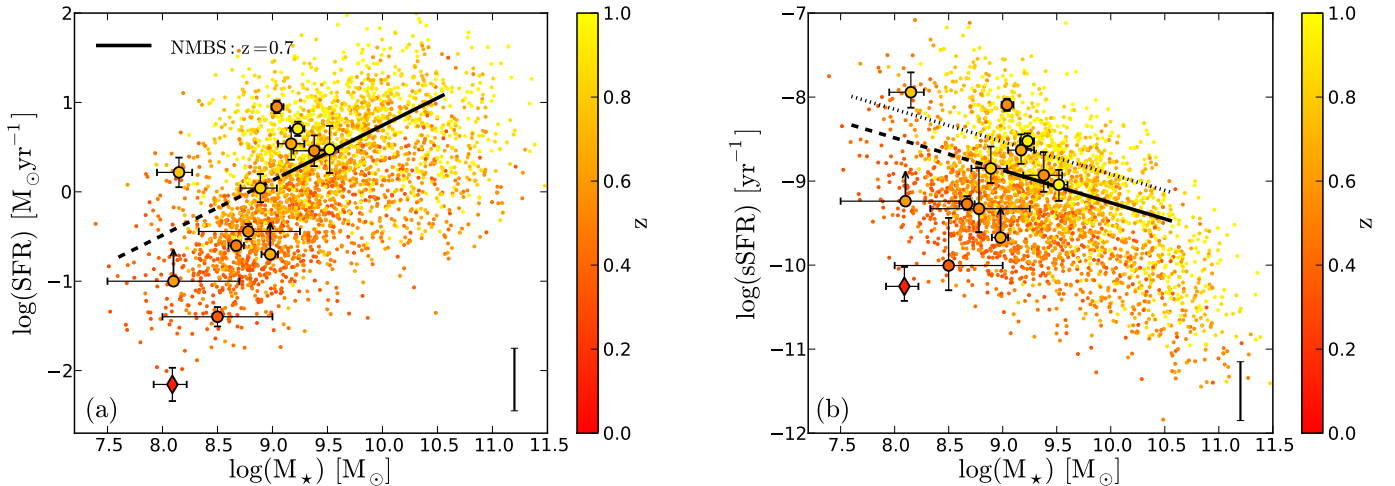 2
1
0
−1
−2
log(SFR) [M⊙yr⁻¹]
NMBS: z=0.7
(a)
7.5 8.0 8.5 9.0 9.5 10.0 10.5 11.0 11.5
log(M⋆) [M⊙]
1.0
0.8
0.6
0.4
0.2
0.0
z
−7
−8
−9
−10
−11
−12
log(sSFR) [yr⁻¹]
(b)
7.5 8.0 8.5 9.0 9.5 10.0 10.5 11.0 11.5
log(M⋆) [M⊙]
1.0
0.8
0.6
0.4
0.2
0.0
z